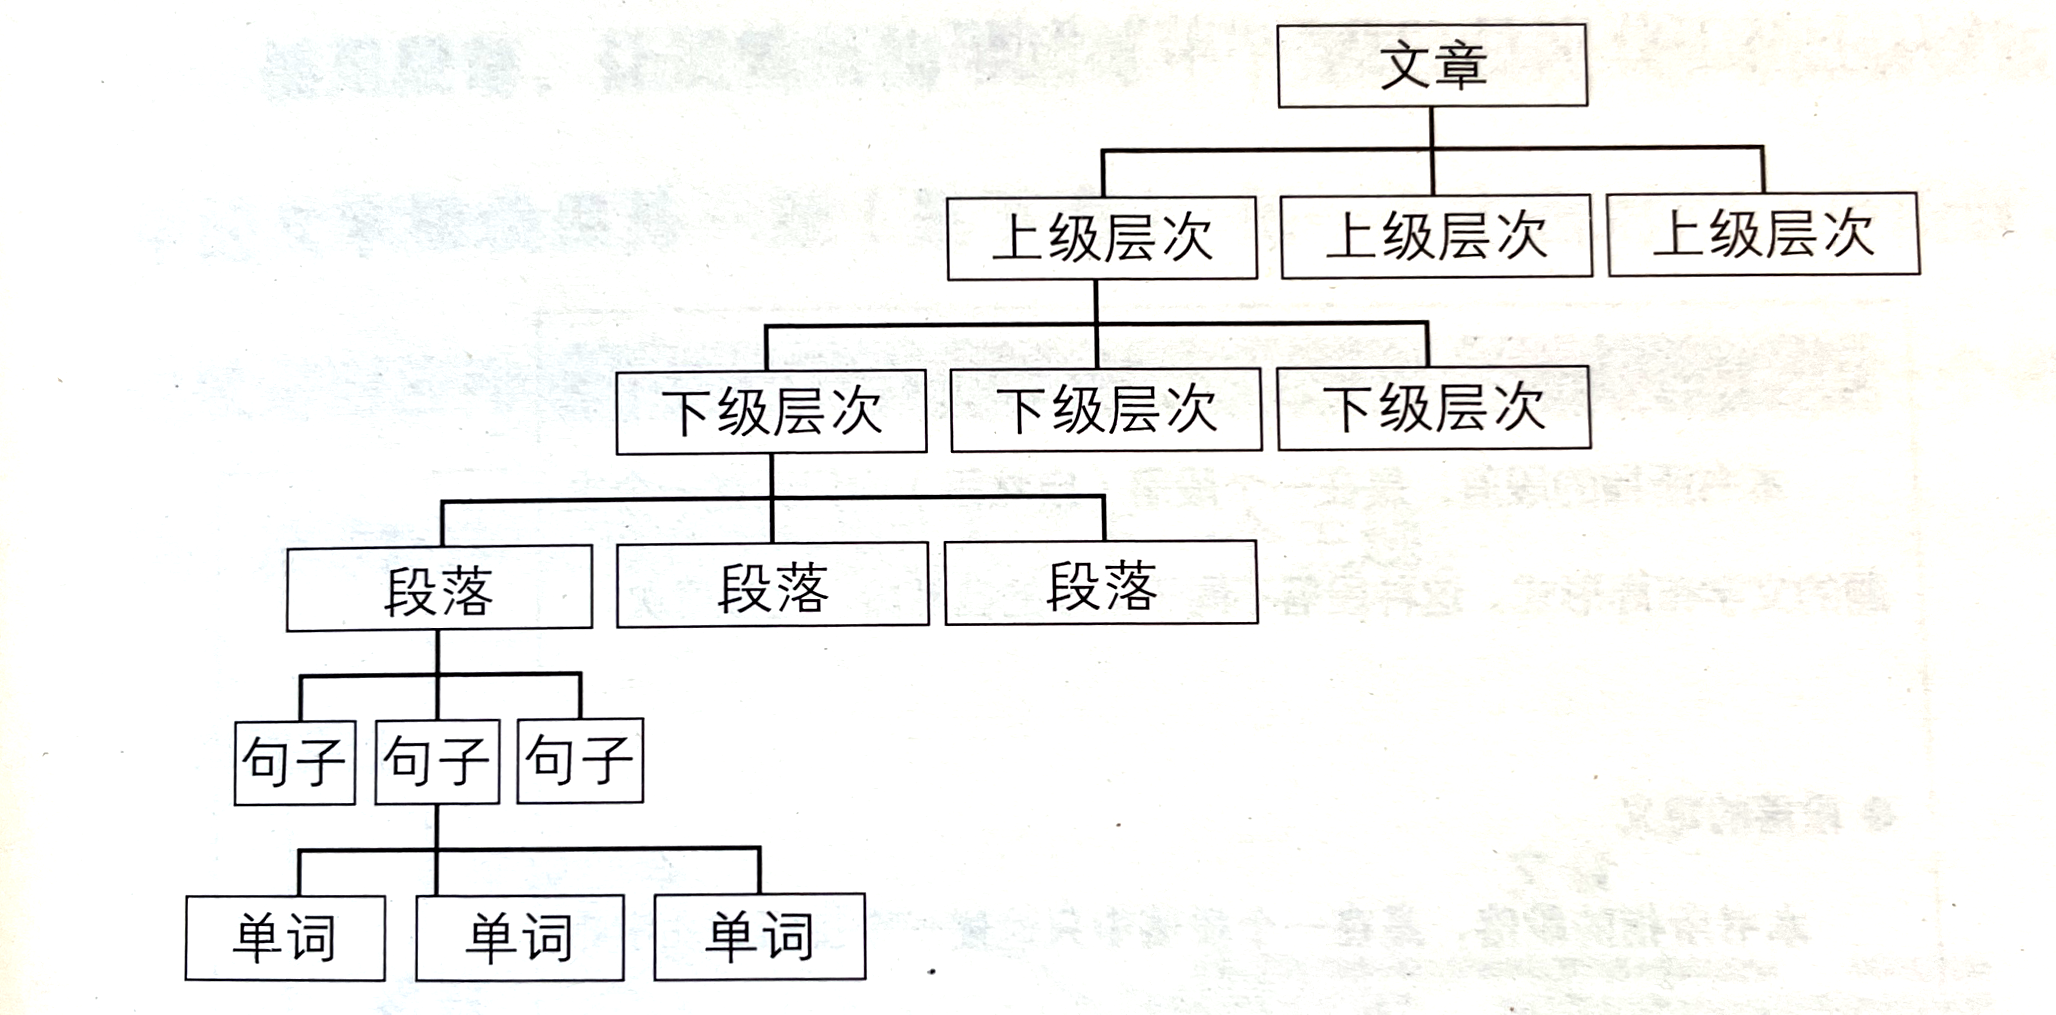 文章
上级层次 上级层次 上级层次
下级层次 下级层次 下级层次
段落 段落 段落
句子 句子 句子
单词 单词 单词